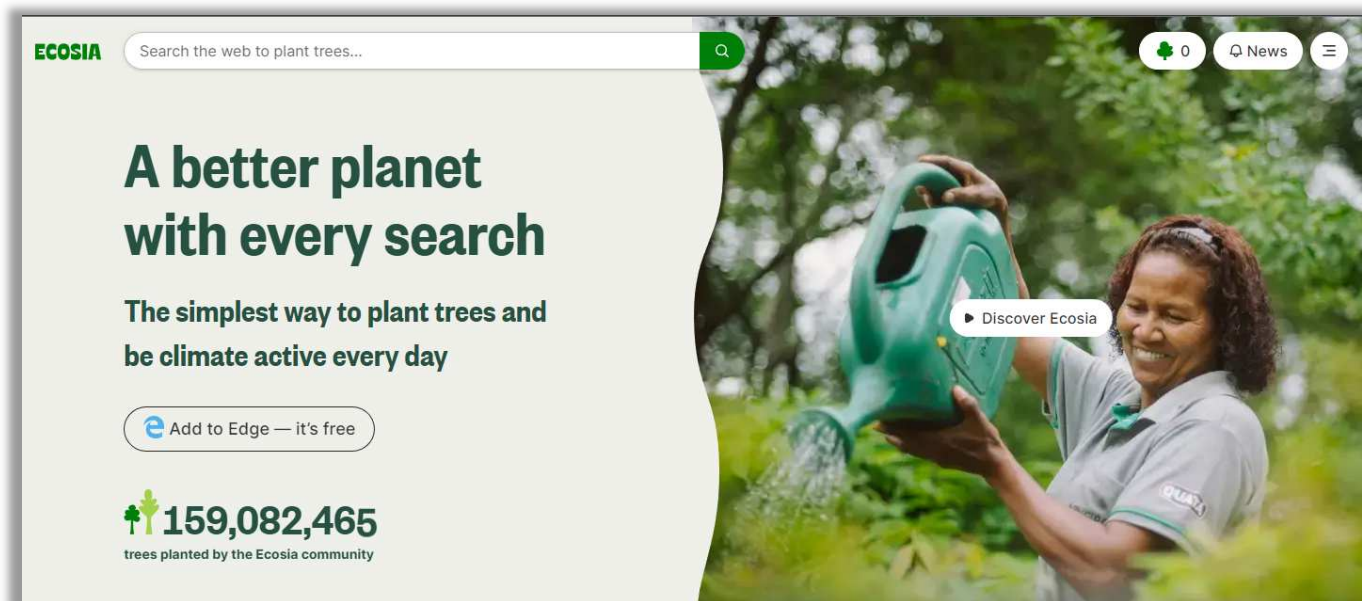 ECOSIA
Search the web to plant trees...
0
News
A better planet
with every search
The simplest way to plant trees and
be climate active every day
Discover Ecosia
Add to Edge — it's free
159,082,465
trees planted by the Ecosia community